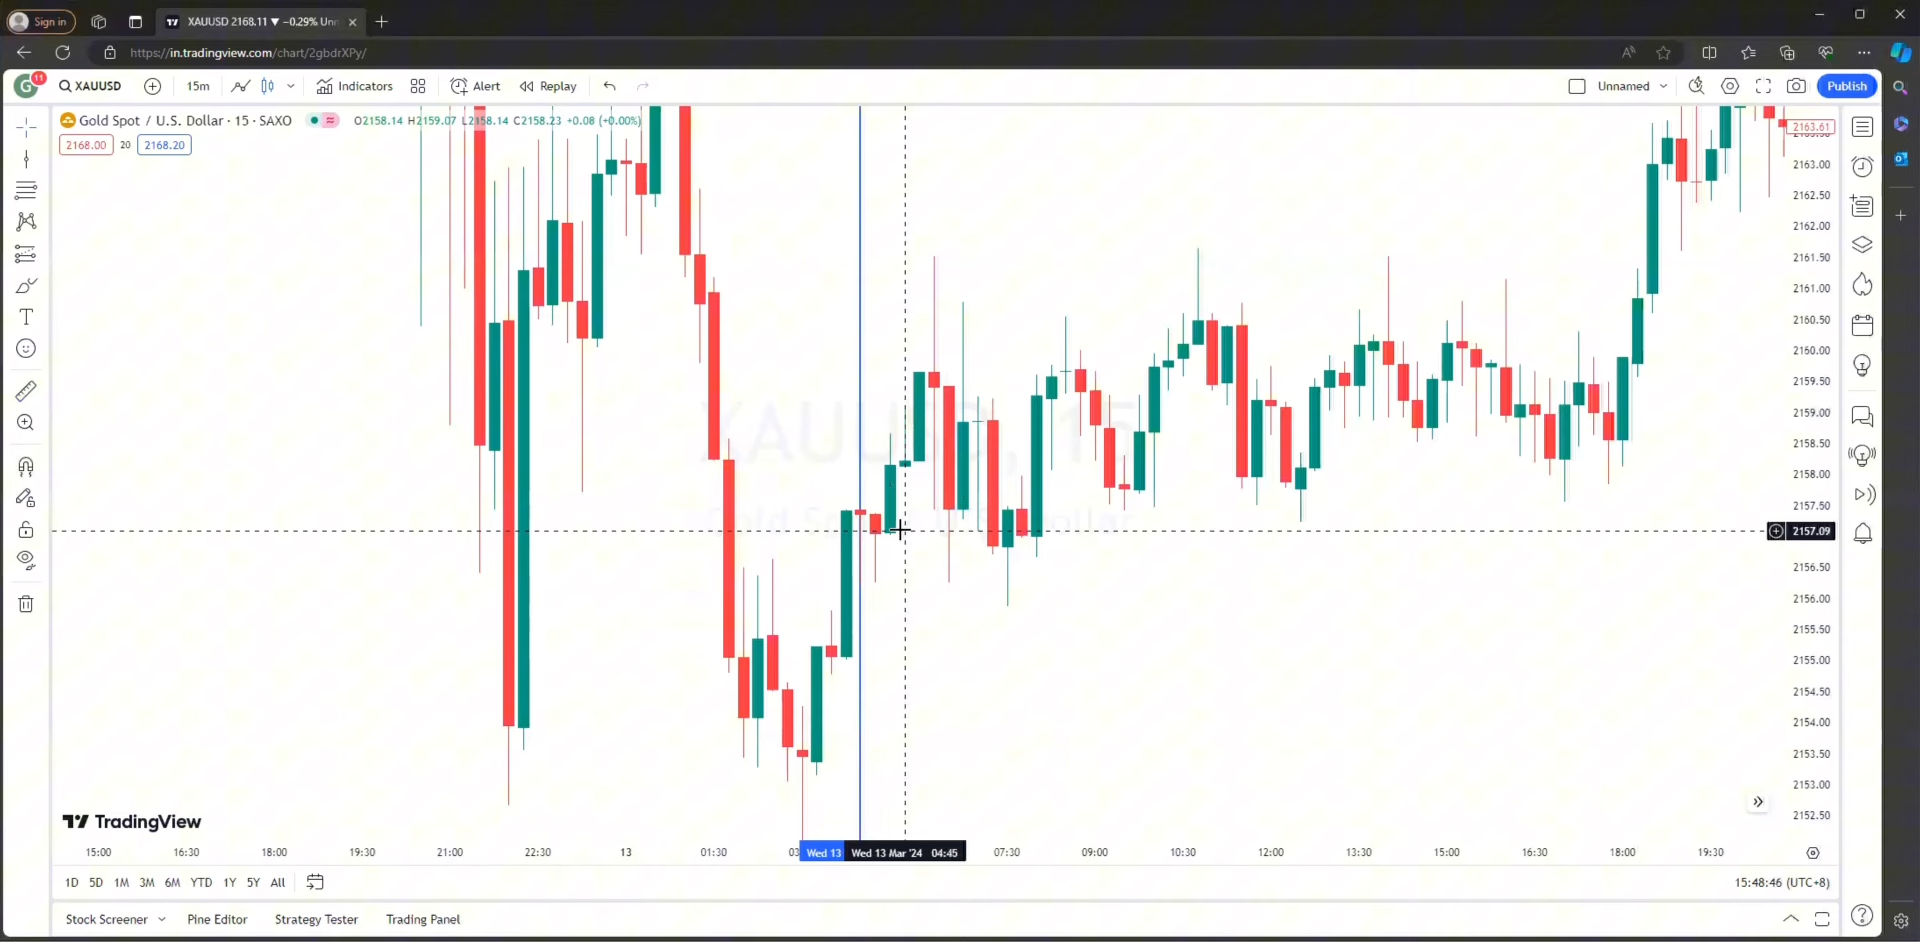 Sign in
XAUUSD 2168.11 ▼ −0.29% Unn
https://in.tradingview.com/chart/2gbdrXPy/
G 11
XAUUSD
15m
Indicators
Alert
Replay
Unnamed
Publish
Gold Spot / U.S. Dollar · 15 · SAXO
O2158.14 H2159.07 L2158.14 C2158.23 +0.08 (+0.00%)
2168.00 20 2168.20
2163.61
2163.00
2162.50
2162.00
2161.50
2161.00
2160.50
2160.00
2159.50
2159.00
2158.50
2158.00
2157.50
2157.09
2156.50
2156.00
2155.50
2155.00
2154.50
2154.00
2153.50
2153.00
2152.50
XAUUSD, 15
TradingView
15:00 16:30 18:00 19:30 21:00 22:30 13 01:30 03 Wed 13 Wed 13 Mar '24 04:45 07:30 09:00 10:30 12:00 13:30 15:00 16:30 18:00 19:30
1D 5D 1M 3M 6M YTD 1Y 5Y All
15:48:46 (UTC+8)
Stock Screener Pine Editor Strategy Tester Trading Panel